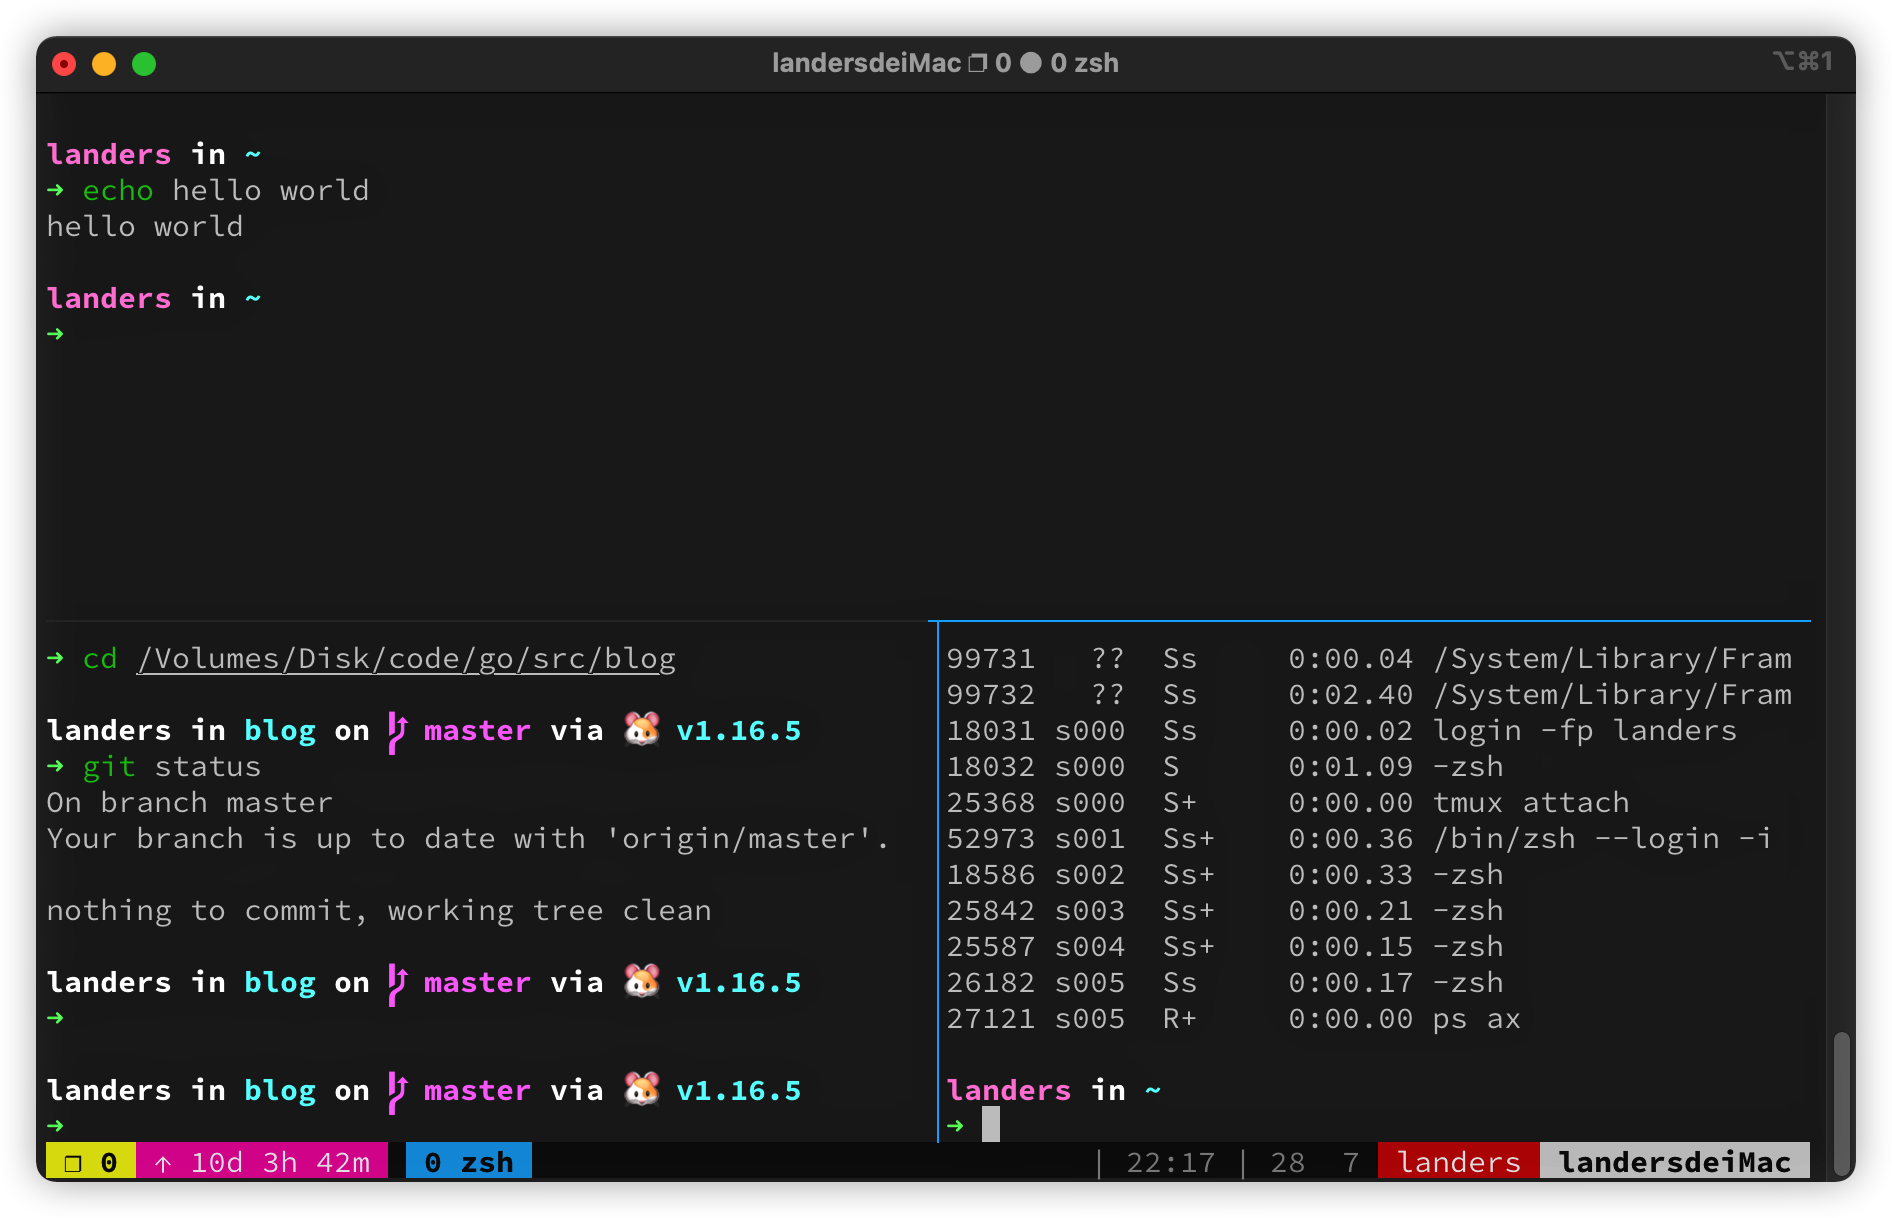 landersdeiMac ❐ 0 ● 0 zsh
⌥⌘1
landers in ~
➜ echo hello world
hello world
landers in ~
➜
➜ cd /Volumes/Disk/code/go/src/blog
landers in blog on master via 🐹 v1.16.5
➜ git status
On branch master
Your branch is up to date with 'origin/master'.
nothing to commit, working tree clean
landers in blog on master via 🐹 v1.16.5
➜
landers in blog on master via 🐹 v1.16.5
➜
99731 ?? Ss 0:00.04 /System/Library/Fram
99732 ?? Ss 0:02.40 /System/Library/Fram
18031 s000 Ss 0:00.02 login -fp landers
18032 s000 S 0:01.09 -zsh
25368 s000 S+ 0:00.00 tmux attach
52973 s001 Ss+ 0:00.36 /bin/zsh --login -i
18586 s002 Ss+ 0:00.33 -zsh
25842 s003 Ss+ 0:00.21 -zsh
25587 s004 Ss+ 0:00.15 -zsh
26182 s005 Ss 0:00.17 -zsh
27121 s005 R+ 0:00.00 ps ax
landers in ~
➜
❐ 0 ↑ 10d 3h 42m 0 zsh | 22:17 | 28 7 landers landersdeiMac